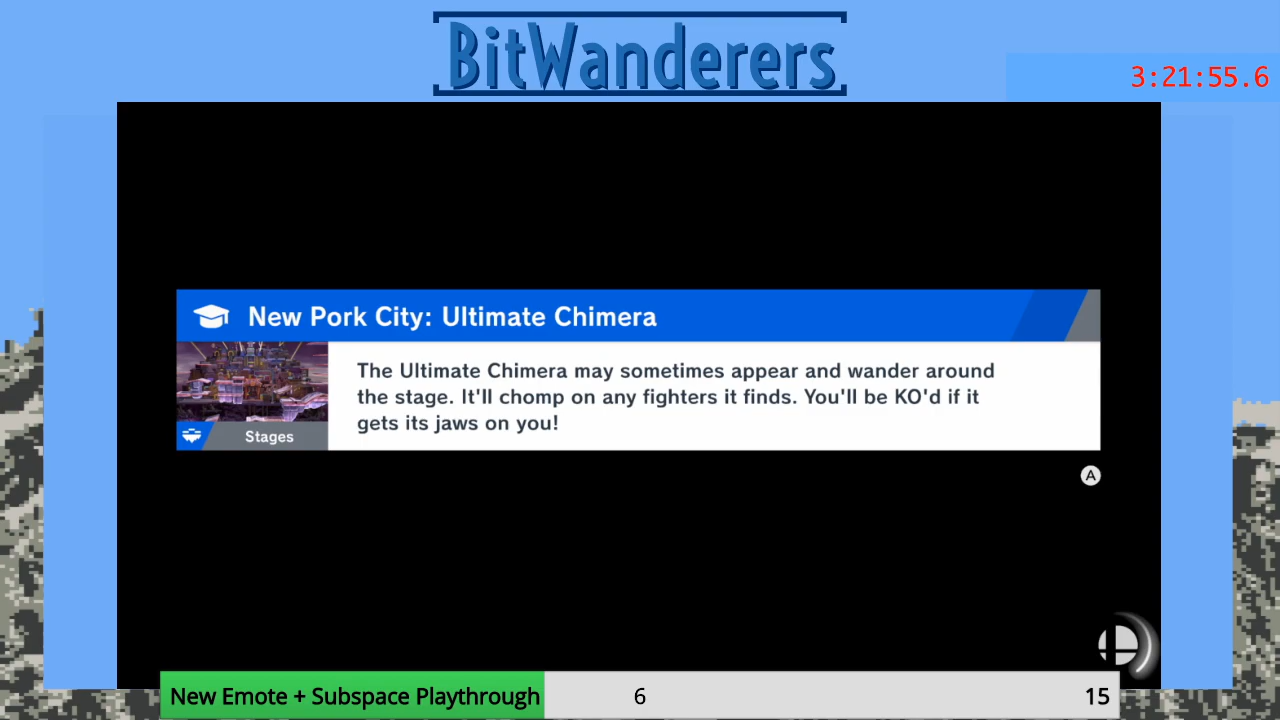 BitWanderers
3:21:55.6
New Pork City: Ultimate Chimera
The Ultimate Chimera may sometimes appear and wander around
the stage. It'll chomp on any fighters it finds. You'll be KO'd if it
gets its jaws on you!
Stages
A
New Emote + Subspace Playthrough 6 15